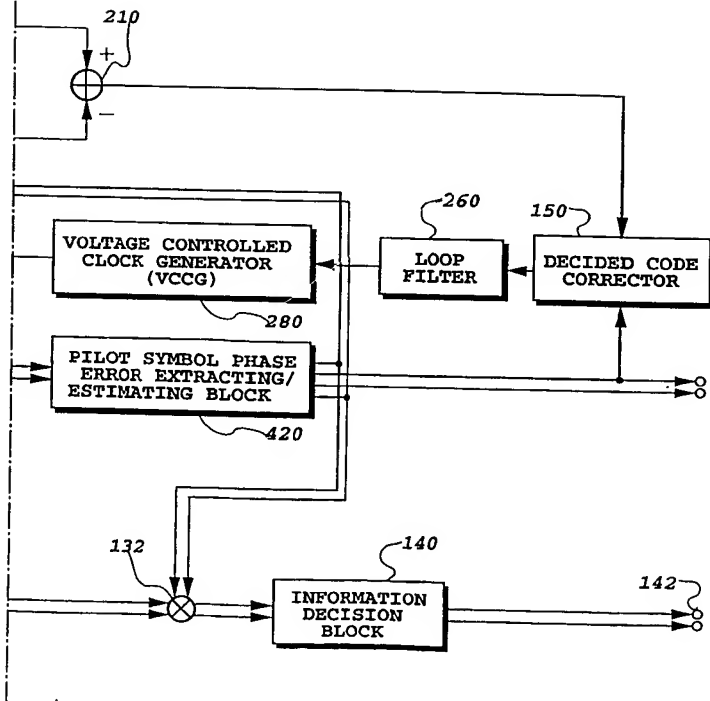 210
+
−
260
150
VOLTAGE CONTROLLED
CLOCK GENERATOR
(VCCG)
LOOP
FILTER
DECIDED CODE
CORRECTOR
280
PILOT SYMBOL PHASE
ERROR EXTRACTING/
ESTIMATING BLOCK
420
132
140
142
INFORMATION
DECISION
BLOCK